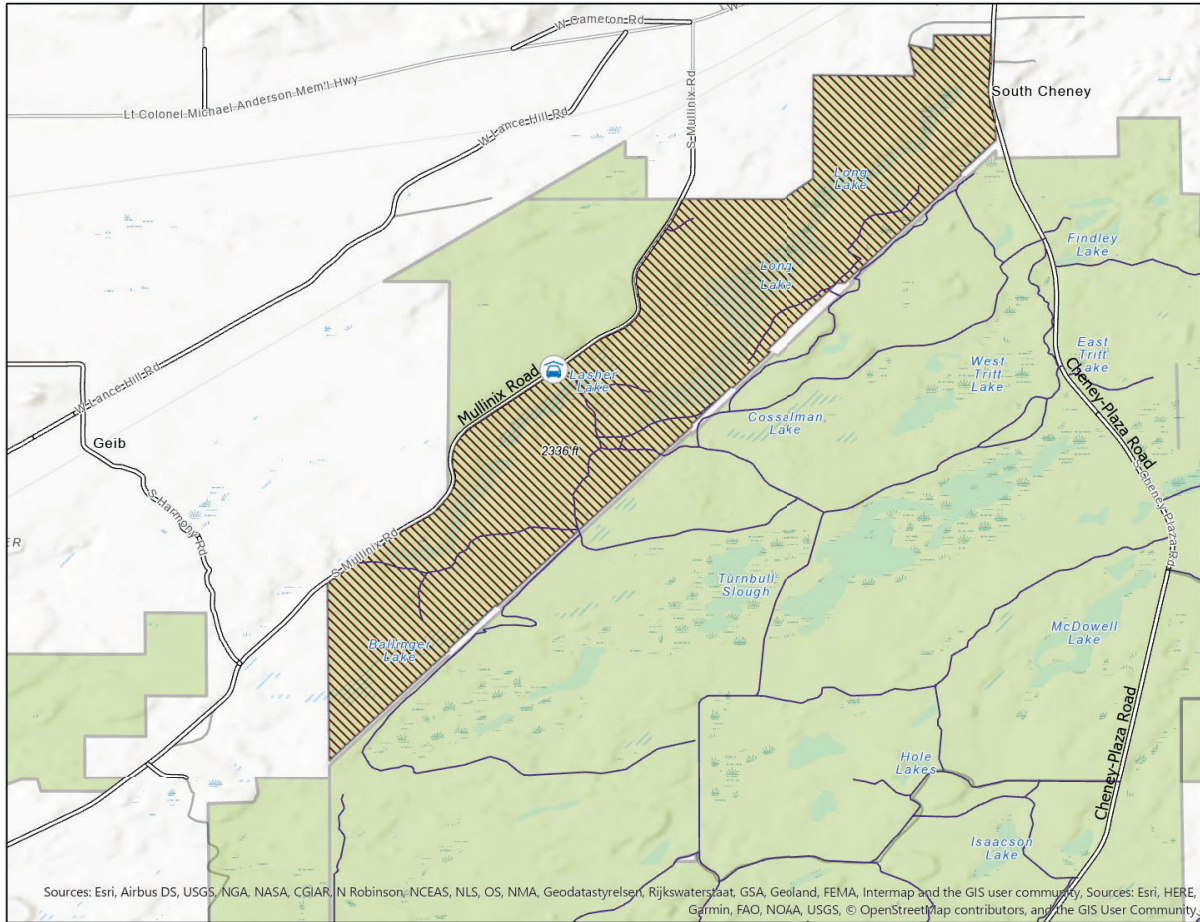 W Cameron Rd
Lt Colonel Michael Anderson Mem'l Hwy
S Mullinix Rd
South Cheney
W Lance Hill Rd
Long
Lake
Findley
Lake
Long
Lake
East
Tritt
Lake
West
Tritt
Lake
Mullinix Road
Lasher
Lake
W Lance Hill Rd
Cheney-Plaza Road
Geib
Cossalman
Lake
2336 ft
S Cheney-Plaza Rd
S Harmony Rd
ER
S Mullinix Rd
Turnbull
Slough
McDowell
Lake
Ballinger
Lake
Cheney-Plaza Road
Hole
Lakes
Isaacson
Lake
Sources: Esri, Airbus DS, USGS, NGA, NASA, CGIAR, N Robinson, NCEAS, NLS, OS, NMA, Geodatastyrelsen, Rijkswaterstaat, GSA, Geoland, FEMA, Intermap and the GIS user community, Sources: Esri, HERE,
Garmin, FAO, NOAA, USGS, © OpenStreetMap contributors, and the GIS User Community